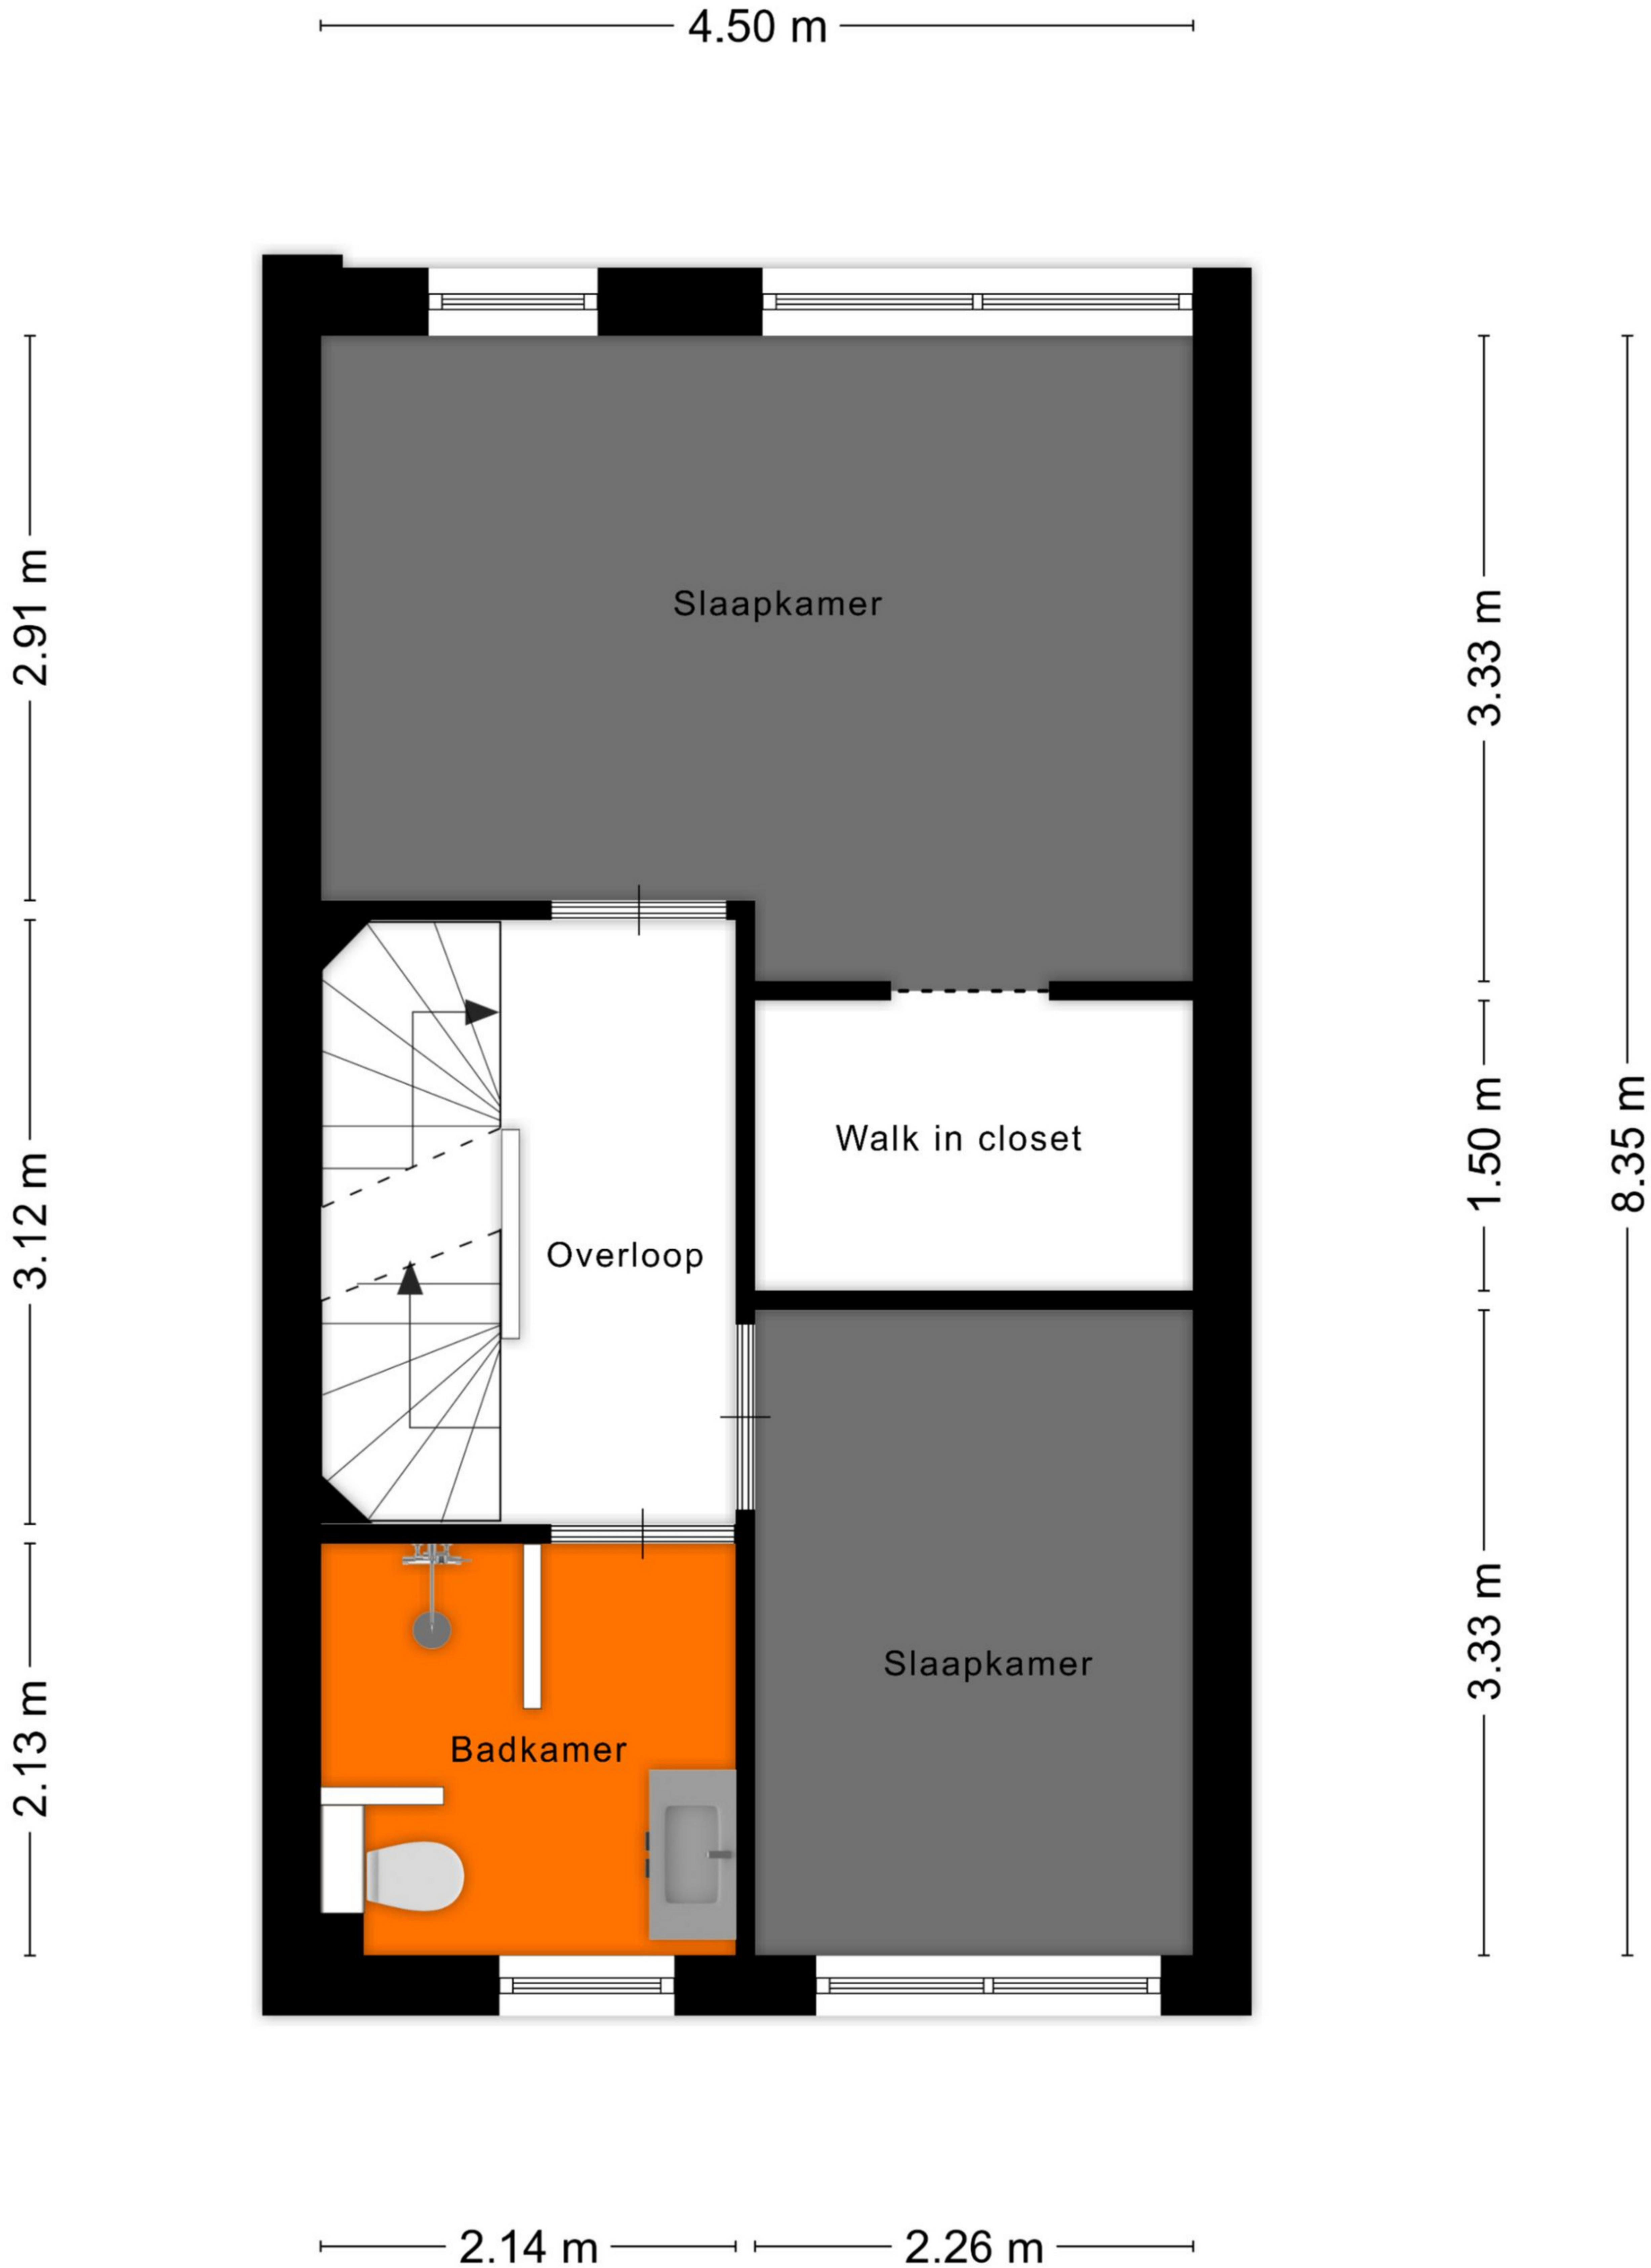 4.50 m
2.91 m
3.33 m
Slaapkamer
Walk in closet
1.50 m
8.35 m
3.12 m
Overloop
3.33 m
Slaapkamer
2.13 m
Badkamer
2.14 m
2.26 m